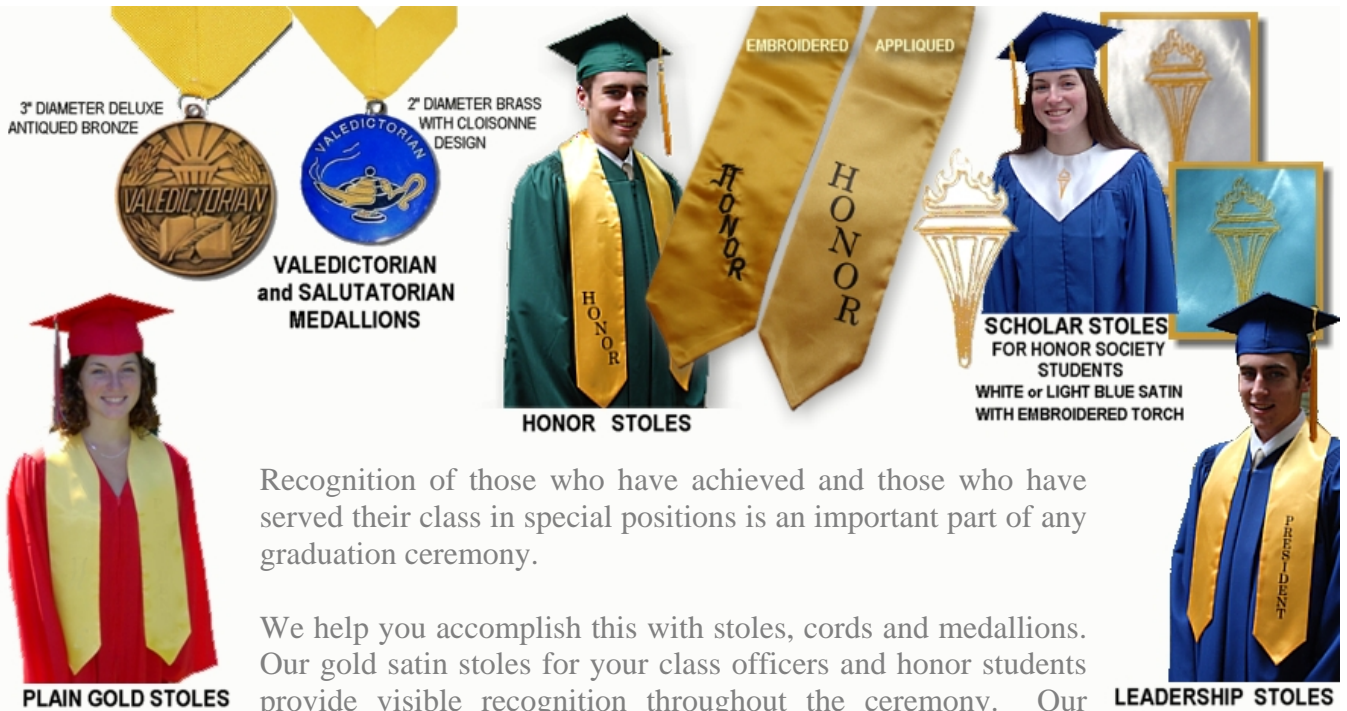 3" DIAMETER DELUXE
ANTIQUED BRONZE
VALEDICTORIAN
2" DIAMETER BRASS
WITH CLOISONNE
DESIGN
VALEDICTORIAN
VALEDICTORIAN
and SALUTATORIAN
MEDALLIONS
EMBROIDERED
APPLIQUED
HONOR
HONOR
HONOR
HONOR STOLES
SCHOLAR STOLES
FOR HONOR SOCIETY
STUDENTS
WHITE or LIGHT BLUE SATIN
WITH EMBROIDERED TORCH
PLAIN GOLD STOLES
Recognition of those who have achieved and those who have
served their class in special positions is an important part of any
graduation ceremony.
We help you accomplish this with stoles, cords and medallions.
Our gold satin stoles for your class officers and honor students
provide visible recognition throughout the ceremony. Our
PRESIDENT
LEADERSHIP STOLES